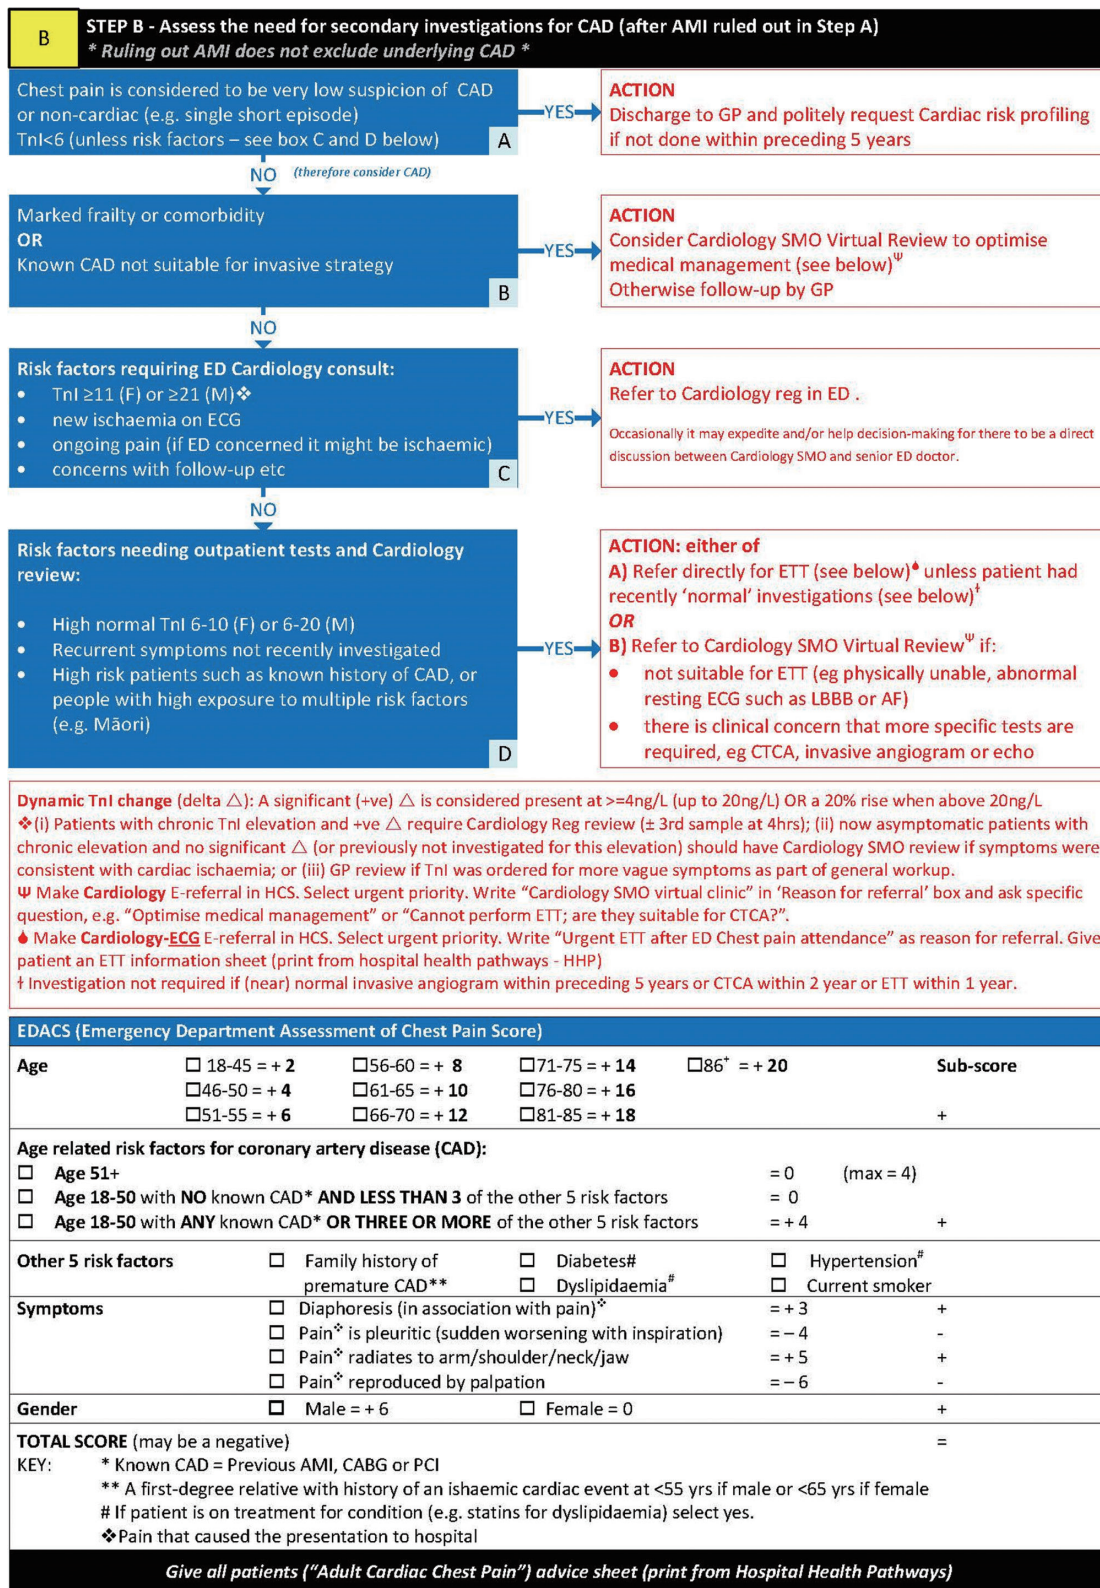 B
STEP B - Assess the need for secondary investigations for CAD (after AMI ruled out in Step A)
* Ruling out AMI does not exclude underlying CAD *
Chest pain is considered to be very low suspicion of CAD
or non-cardiac (e.g. single short episode)
TnI<6 (unless risk factors – see box C and D below)
A
YES
ACTION
Discharge to GP and politely request Cardiac risk profiling
if not done within preceding 5 years
NO (therefore consider CAD)
Marked frailty or comorbidity
OR
Known CAD not suitable for invasive strategy
B
YES
ACTION
Consider Cardiology SMO Virtual Review to optimise
medical management (see below)Ψ
Otherwise follow-up by GP
NO
Risk factors requiring ED Cardiology consult:
• TnI ≥11 (F) or ≥21 (M)❖
• new ischaemia on ECG
• ongoing pain (if ED concerned it might be ischaemic)
• concerns with follow-up etc
C
YES
ACTION
Refer to Cardiology reg in ED .
Occasionally it may expedite and/or help decision-making for there to be a direct
discussion between Cardiology SMO and senior ED doctor.
NO
Risk factors needing outpatient tests and Cardiology
review:
• High normal TnI 6-10 (F) or 6-20 (M)
• Recurrent symptoms not recently investigated
• High risk patients such as known history of CAD, or
people with high exposure to multiple risk factors
(e.g. Māori)
D
YES
ACTION: either of
A) Refer directly for ETT (see below)♠ unless patient had
recently ‘normal’ investigations (see below)ƚ
OR
B) Refer to Cardiology SMO Virtual ReviewΨ if:
• not suitable for ETT (eg physically unable, abnormal
resting ECG such as LBBB or AF)
• there is clinical concern that more specific tests are
required, eg CTCA, invasive angiogram or echo
Dynamic TnI change (delta △): A significant (+ve) △ is considered present at >=4ng/L (up to 20ng/L) OR a 20% rise when above 20ng/L
❖(i) Patients with chronic TnI elevation and +ve △ require Cardiology Reg review (± 3rd sample at 4hrs); (ii) now asymptomatic patients with
chronic elevation and no significant △ (or previously not investigated for this elevation) should have Cardiology SMO review if symptoms were
consistent with cardiac ischaemia; or (iii) GP review if TnI was ordered for more vague symptoms as part of general workup.
Ψ Make Cardiology E-referral in HCS. Select urgent priority. Write “Cardiology SMO virtual clinic” in ‘Reason for referral’ box and ask specific
question, e.g. “Optimise medical management” or “Cannot perform ETT; are they suitable for CTCA?”.
♠ Make Cardiology-ECG E-referral in HCS. Select urgent priority. Write “Urgent ETT after ED Chest pain attendance” as reason for referral. Give
patient an ETT information sheet (print from hospital health pathways - HHP)
ƚ Investigation not required if (near) normal invasive angiogram within preceding 5 years or CTCA within 2 year or ETT within 1 year.
EDACS (Emergency Department Assessment of Chest Pain Score)
Age ☐ 18-45 = + 2 ☐56-60 = + 8 ☐71-75 = + 14 ☐86+ = + 20 Sub-score
☐46-50 = + 4 ☐61-65 = + 10 ☐76-80 = + 16
☐51-55 = + 6 ☐66-70 = + 12 ☐81-85 = + 18 +
Age related risk factors for coronary artery disease (CAD):
☐ Age 51+ = 0 (max = 4)
☐ Age 18-50 with NO known CAD* AND LESS THAN 3 of the other 5 risk factors = 0
☐ Age 18-50 with ANY known CAD* OR THREE OR MORE of the other 5 risk factors = + 4 +
Other 5 risk factors ☐ Family history of ☐ Diabetes# ☐ Hypertension#
premature CAD** ☐ Dyslipidaemia# ☐ Current smoker
Symptoms ☐ Diaphoresis (in association with pain)❖ = + 3 +
☐ Pain❖ is pleuritic (sudden worsening with inspiration) = – 4 -
☐ Pain❖ radiates to arm/shoulder/neck/jaw = + 5 +
☐ Pain❖ reproduced by palpation = – 6 -
Gender ☐ Male = + 6 ☐ Female = 0 +
TOTAL SCORE (may be a negative) =
KEY: * Known CAD = Previous AMI, CABG or PCI
** A first-degree relative with history of an ishaemic cardiac event at <55 yrs if male or <65 yrs if female
# If patient is on treatment for condition (e.g. statins for dyslipidaemia) select yes.
❖Pain that caused the presentation to hospital
Give all patients (“Adult Cardiac Chest Pain”) advice sheet (print from Hospital Health Pathways)